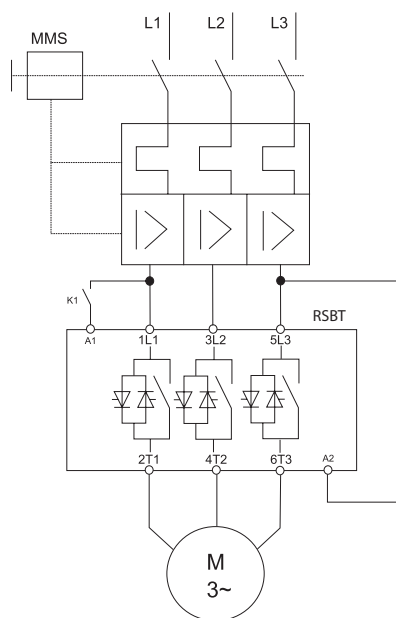 L1 L2 L3
MMS
K1
RSBT
A1 1L1 3L2 5L3
2T1 4T2 6T3 A2
M
3~